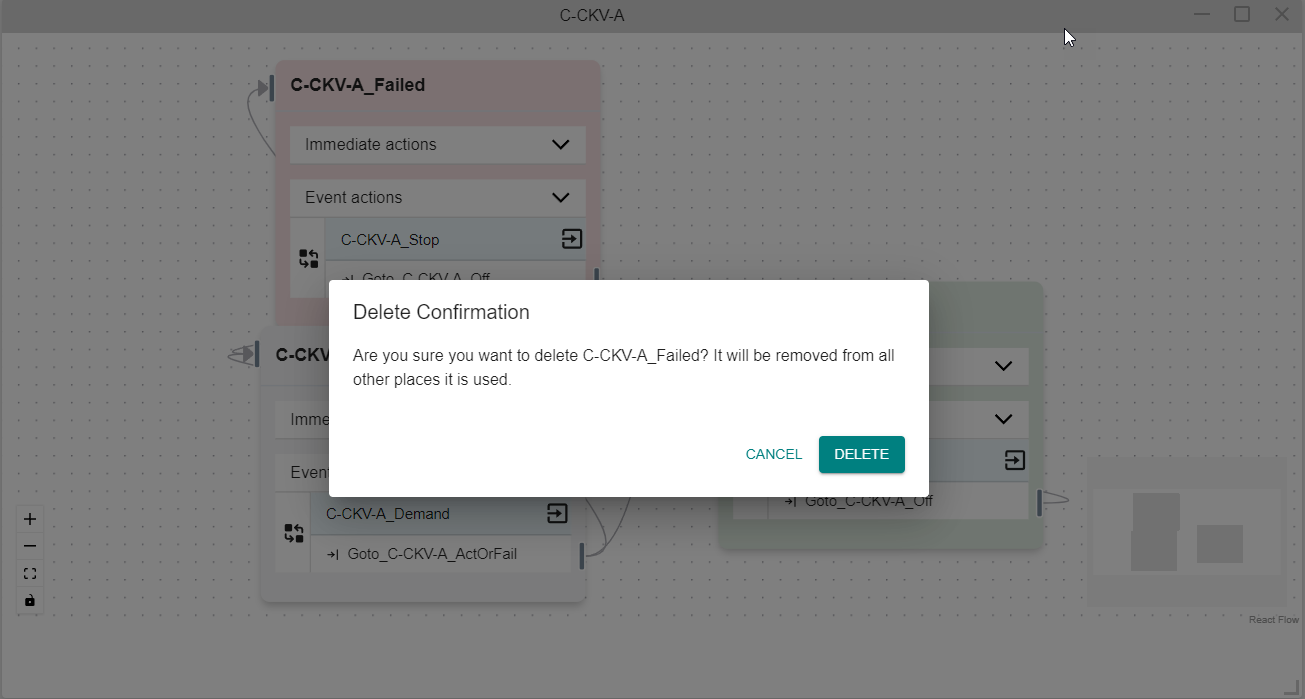 C-CKV-A
C-CKV-A_Failed
Immediate actions
Event actions
C-CKV-A_Stop
Goto_C-CKV-A_Off
Delete Confirmation
Are you sure you want to delete C-CKV-A_Failed? It will be removed from all
other places it is used.
CANCEL
DELETE
C-CKV
Imme
Even
C-CKV-A_Demand
Goto_C-CKV-A_ActOrFail
Goto_C-CKV-A_Off
React Flow